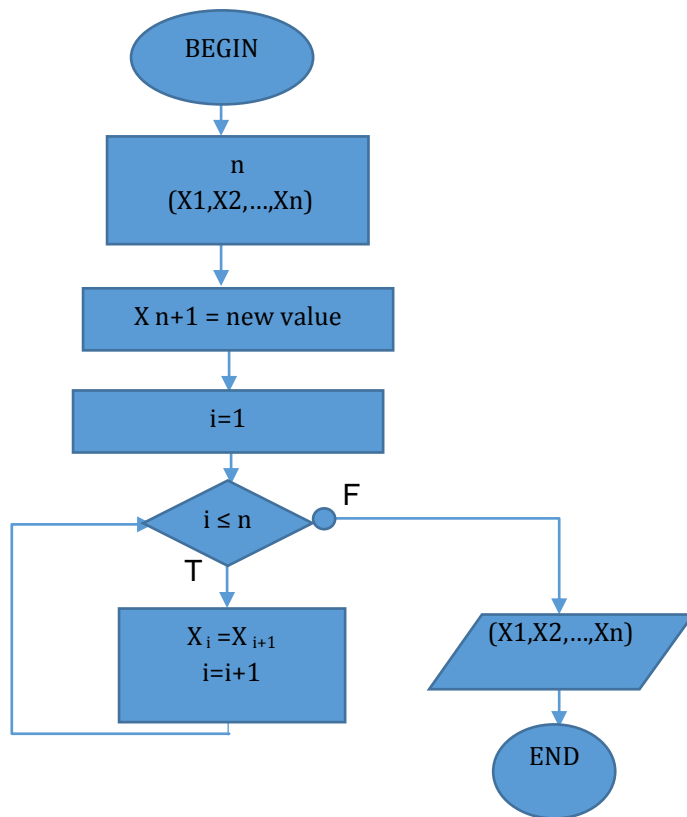 BEGIN
n
(X1,X2,…,Xn)
X n+1 = new value
i=1
i ≤ n
F
T
X i =X i+1
i=i+1
(X1,X2,…,Xn)
END